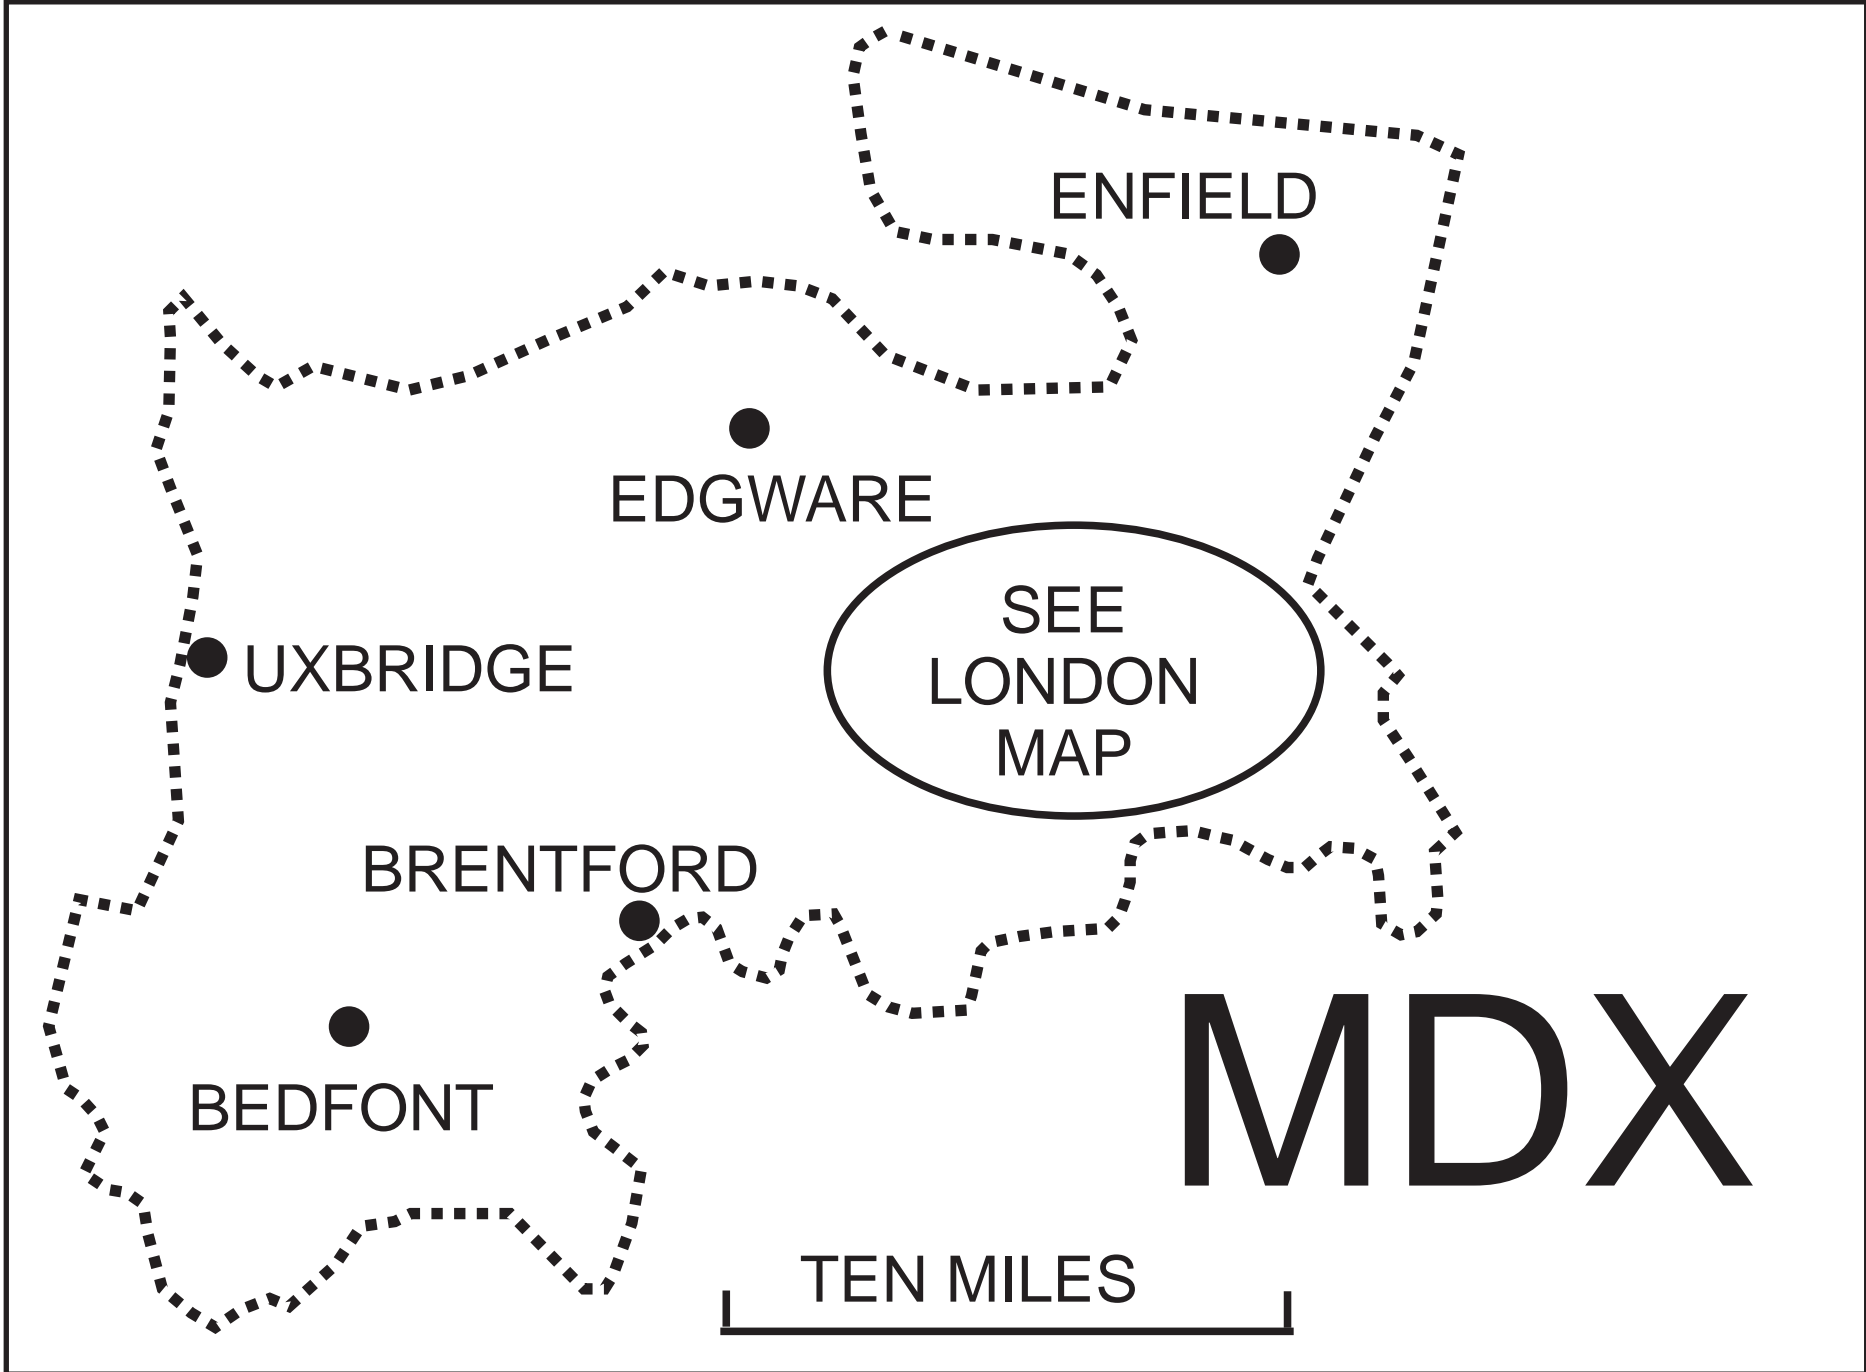 ENFIELD
EDGWARE
SEE
LONDON
MAP
UXBRIDGE
BRENTFORD
BEDFONT
MDX
TEN MILES